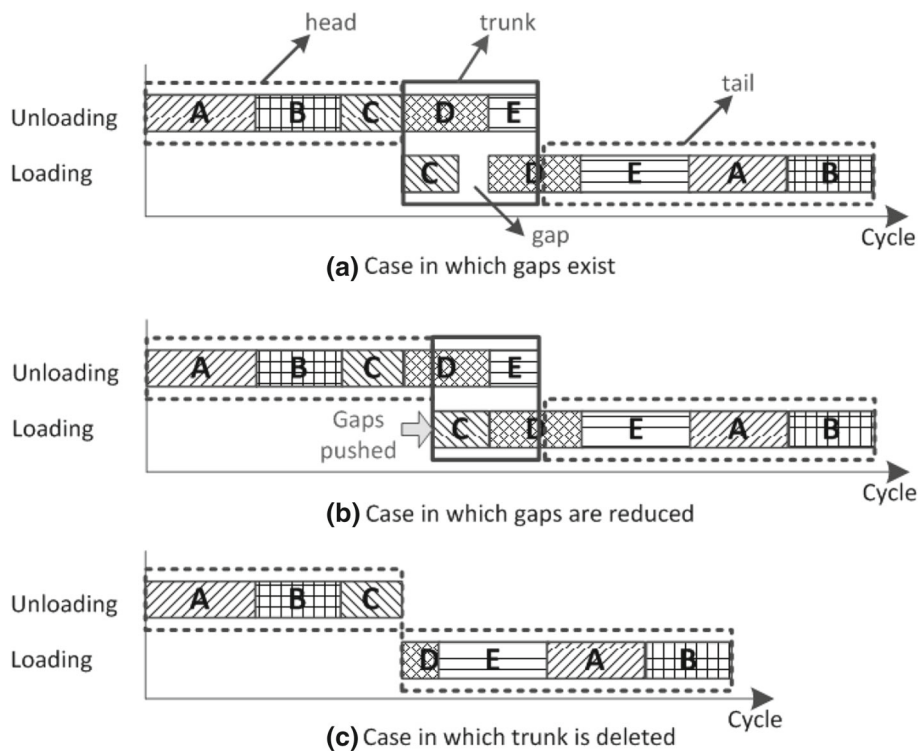 head
trunk
Unloading
A B C D E
tail
Loading
C D E A B
gap
Cycle
(a) Case in which gaps exist
Unloading
A B C D E
Loading
Gaps
pushed
C D E A B
Cycle
(b) Case in which gaps are reduced
Unloading
A B C
Loading
D E A B
Cycle
(c) Case in which trunk is deleted